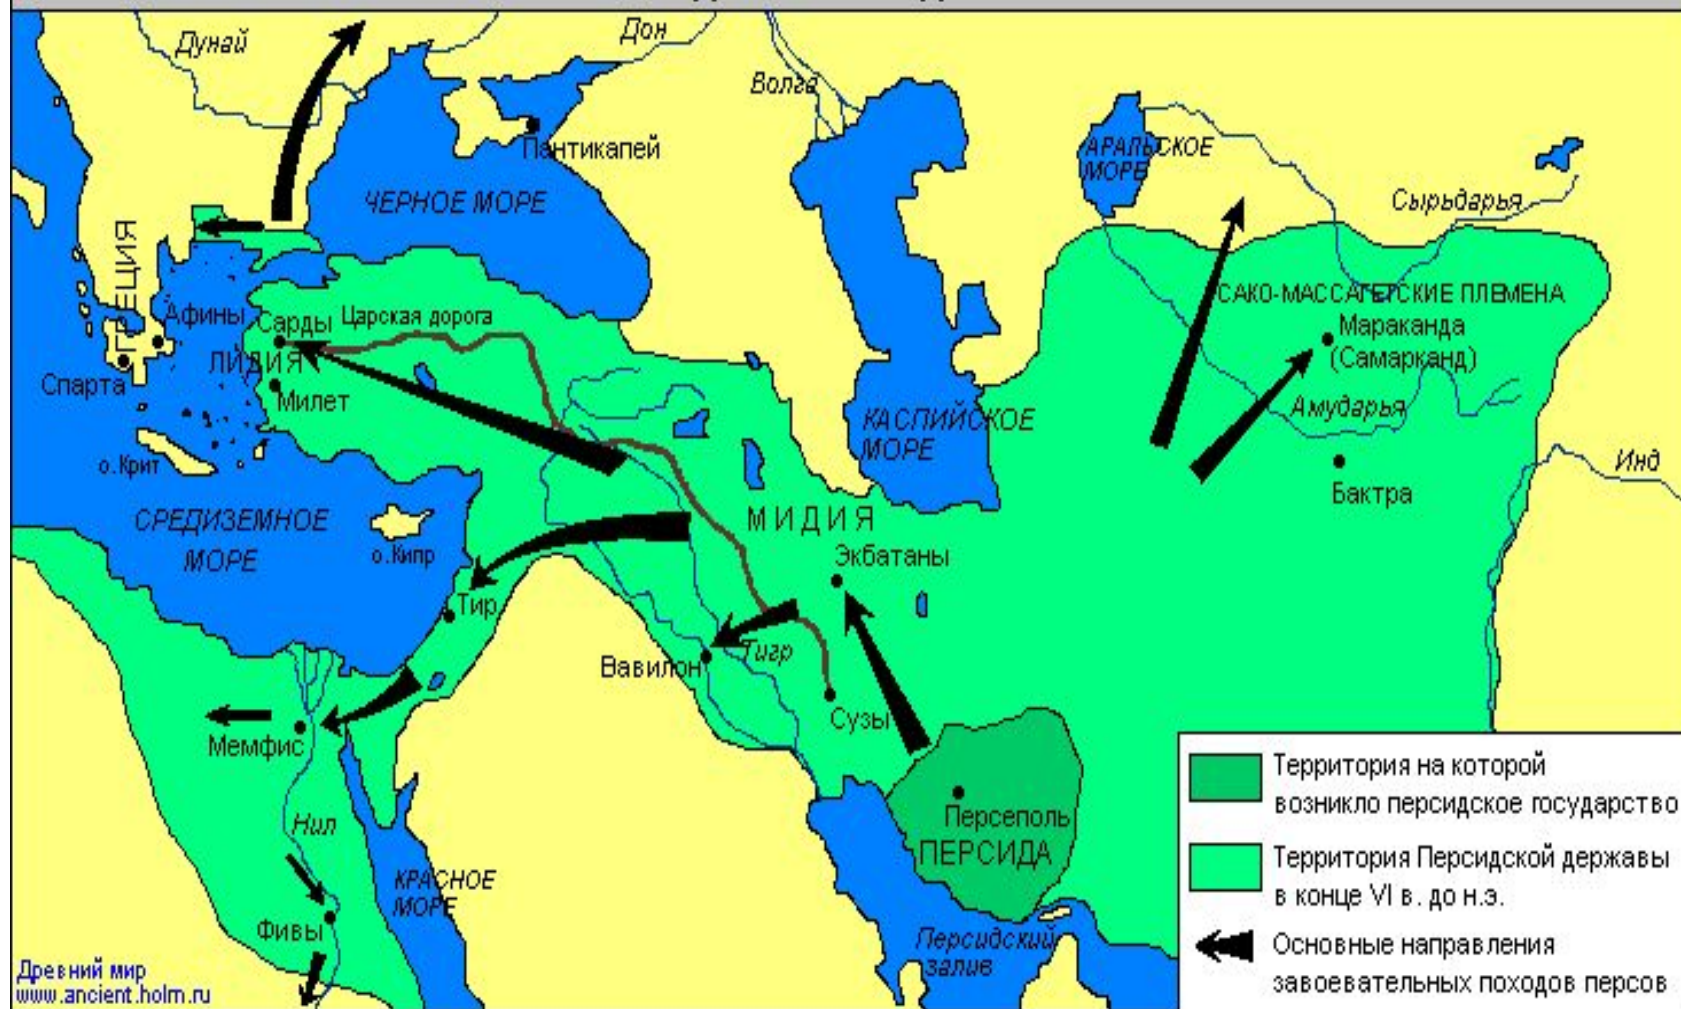 Дунай
Дон
Волга
Пантикапей
АРАЛЬСКОЕ
МОРЕ
ЧЕРНОЕ МОРЕ
Сырьдарья
ГРЕЦИЯ
САКО-МАССАГЕТСКИЕ ПЛЕМЕНА
Афины
Сарды
Царская дорога
Мараканда
(Самарканд)
ЛИДИЯ
Спарта
Милет
Амударья
КАСПИЙСКОЕ
МОРЕ
о.Крит
Инд
Бактра
СРЕДИЗЕМНОЕ
МОРЕ
МИДИЯ
о.Кипр
Экбатаны
Тир
Вавилон
Тигр
Сузы
Мемфис
Нил
Персеполь
ПЕРСИДА
КРАСНОЕ
МОРЕ
Фивы
Персидский
залив
Древний мир
www.ancient.holm.ru
Территория на которой
возникло персидское государство
Территория Персидской державы
в конце VI в. до н.э.
Основные направления
завоевательных походов персов